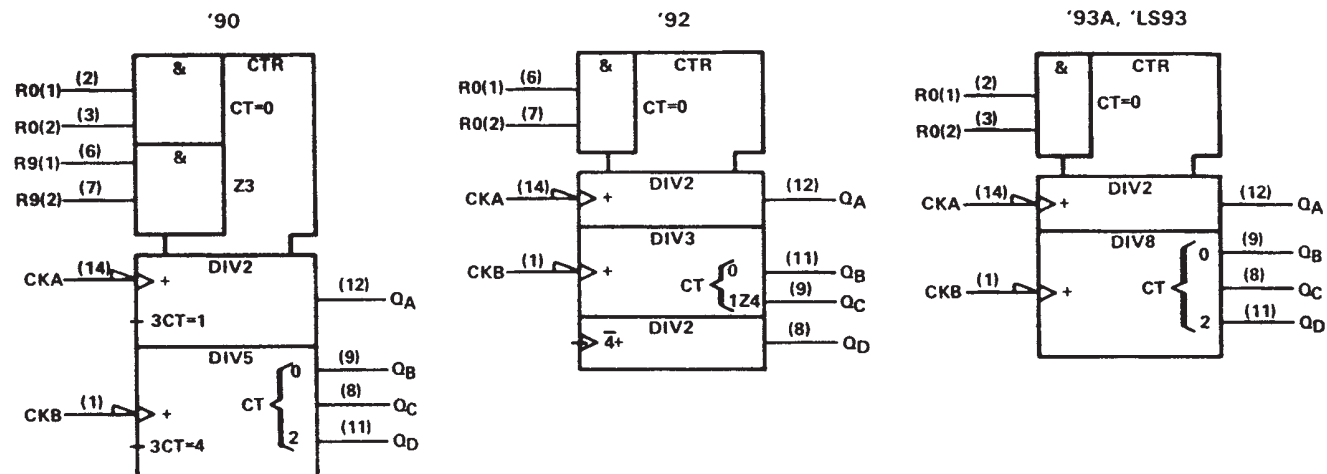 '90
& CTR
R0(1) (2)
CT=0
R0(2) (3)
R9(1) (6)
&
R9(2) (7)
Z3
DIV2
CKA (14) +
(12) QA
3CT=1
DIV5
0 (9) QB
CT (8) QC
CKB (1) +
2 (11) QD
3CT=4
'92
& CTR
R0(1) (6)
CT=0
R0(2) (7)
DIV2
CKA (14) + (12) QA
DIV3
CKB (1) + 0 (11) QB
CT
1Z4 (9) QC
DIV2
4+ (8) QD
'93A, 'LS93
& CTR
R0(1) (2)
CT=0
R0(2) (3)
DIV2
CKA (14) + (12) QA
DIV8
0 (9) QB
CKB (1) + CT (8) QC
2 (11) QD